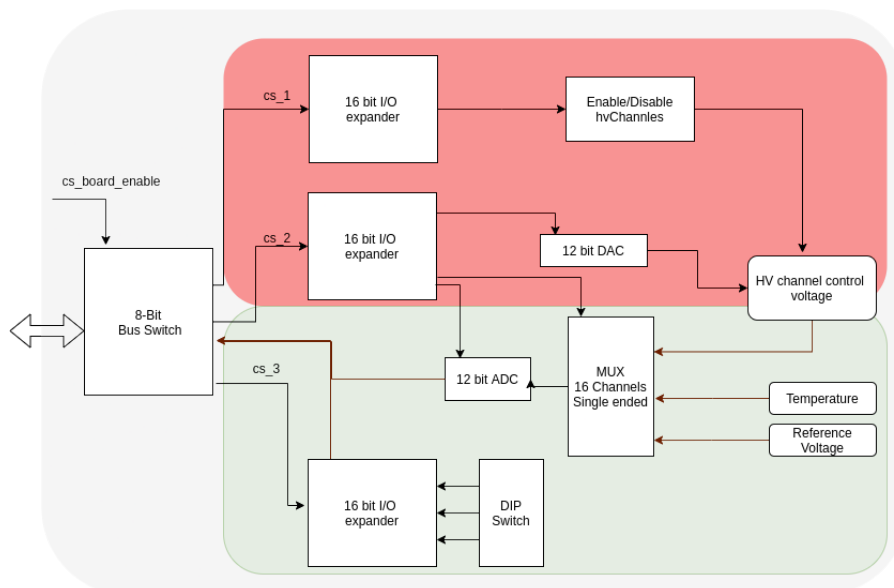 cs_1
16 bit I/O
expander
Enable/Disable
hvChannles
cs_board_enable
cs_2
16 bit I/O
expander
12 bit DAC
HV channel control
voltage
8-Bit
Bus Switch
cs_3
12 bit ADC
MUX
16 Channels
Single ended
Temperature
Reference
Voltage
16 bit I/O
expander
DIP
Switch